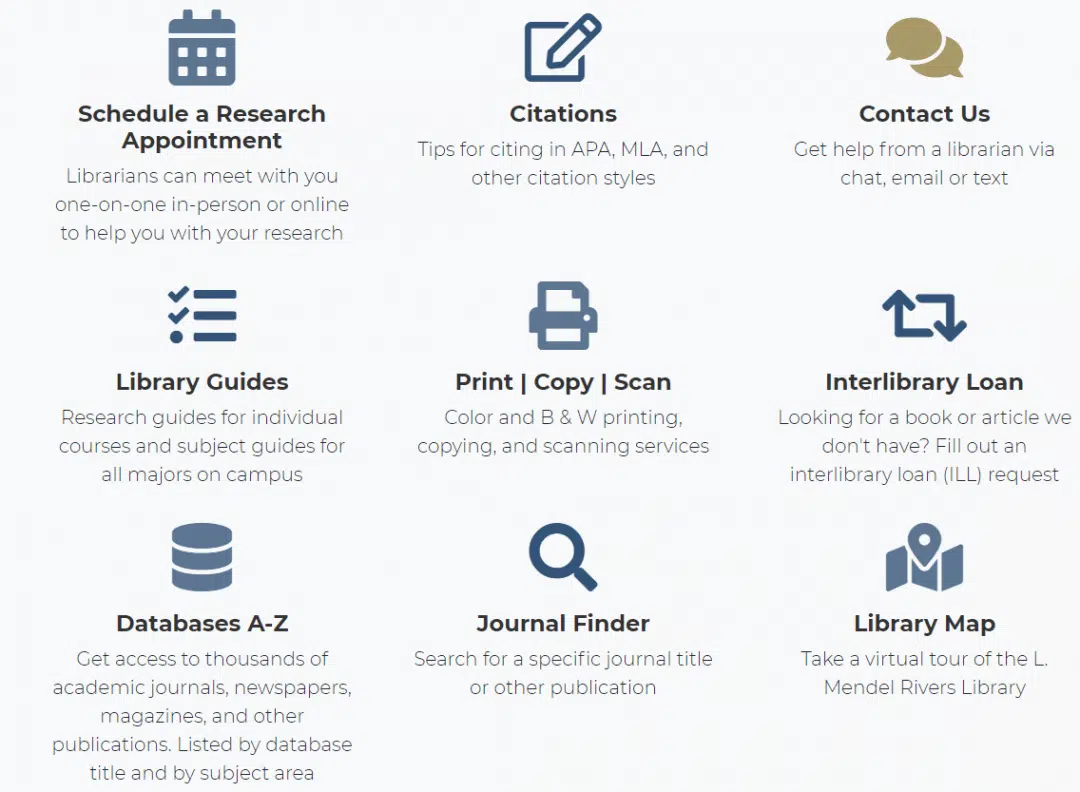 Schedule a Research
Appointment
Librarians can meet with you
one-on-one in-person or online
to help you with your research
Citations
Tips for citing in APA, MLA, and
other citation styles
Contact Us
Get help from a librarian via
chat, email or text
Library Guides
Research guides for individual
courses and subject guides for
all majors on campus
Print | Copy | Scan
Color and B & W printing,
copying, and scanning services
Interlibrary Loan
Looking for a book or article we
don't have? Fill out an
interlibrary loan (ILL) request
Databases A-Z
Get access to thousands of
academic journals, newspapers,
magazines, and other
publications. Listed by database
title and by subject area
Journal Finder
Search for a specific journal title
or other publication
Library Map
Take a virtual tour of the L.
Mendel Rivers Library